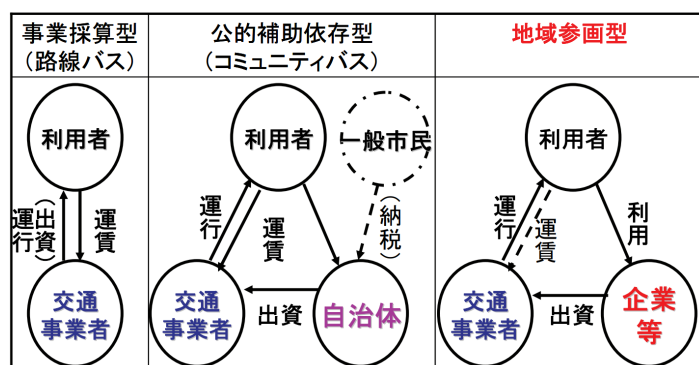 事業採算型
(路線バス)
利用者
運行
(出資)
運賃
交通
事業者
公的補助依存型
(コミュニティバス)
利用者
一般市民
運行
運賃
(納税)
交通
事業者
出資
自治体
地域参画型
利用者
運行
運賃
利用
交通
事業者
出資
企業
等